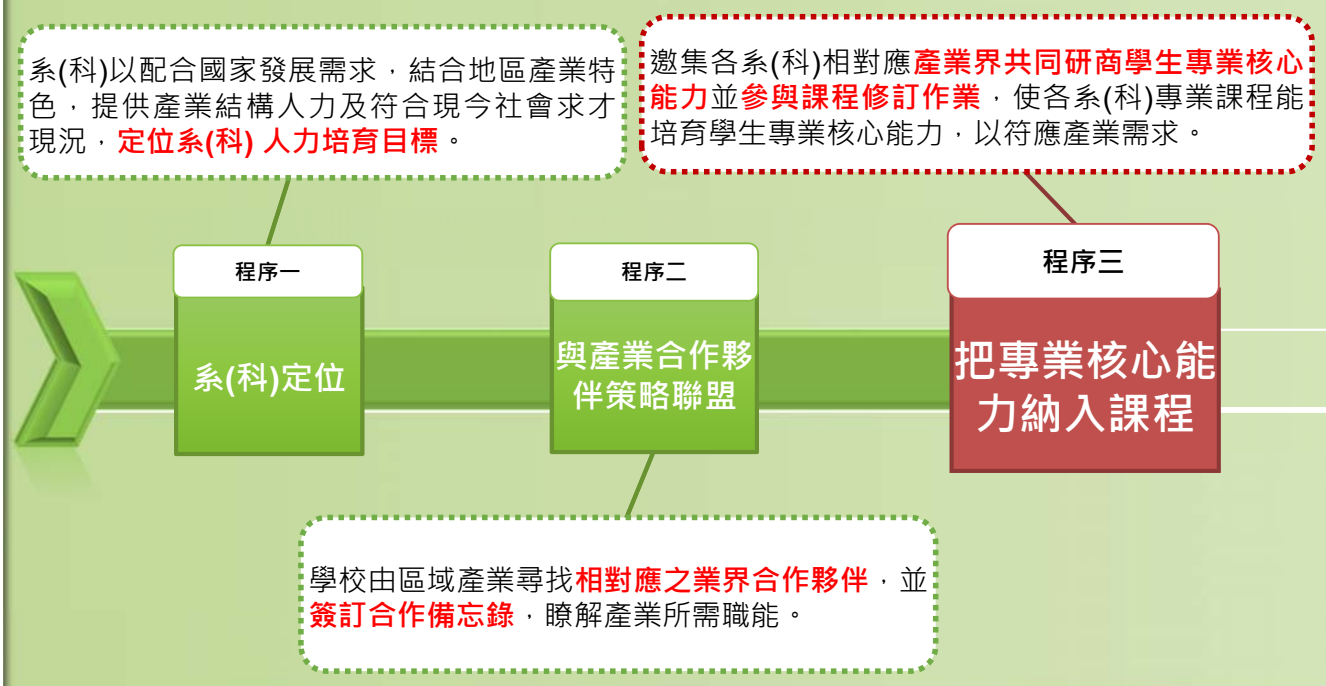 系(科)以配合國家發展需求，結合地區產業特
色，提供產業結構人力及符合現今社會求才
現況，定位系(科) 人力培育目標。
邀集各系(科)相對應產業界共同研商學生專業核心
能力並參與課程修訂作業，使各系(科)專業課程能
培育學生專業核心能力，以符應產業需求。
程序一
系(科)定位
程序二
與產業合作夥
伴策略聯盟
程序三
把專業核心能
力納入課程
學校由區域產業尋找相對應之業界合作夥伴，並
簽訂合作備忘錄，瞭解產業所需職能。